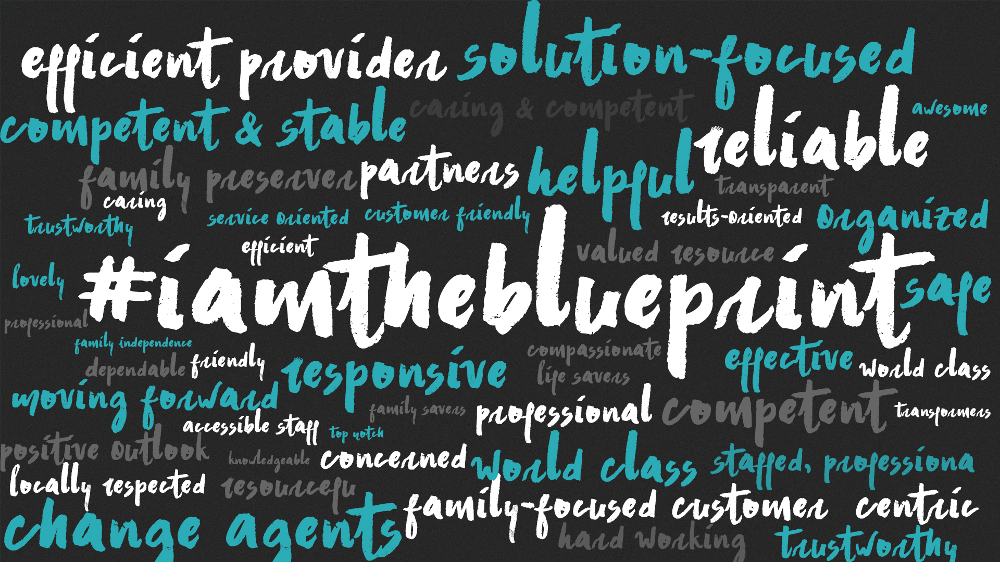 efficient provider
solution-focused
competent & stable
caring & competent
reliable
awesome
family preserver
partners
helpful
transparent
caring
trustworthy
service oriented
customer friendly
results-oriented
organized
efficient
valued resource
lovely
#iamtheblueprint
safe
professional
family independence
dependable
friendly
responsive
compassionate
life savers
effective
world class
moving forward
family savers
professional
competent
transformers
accessible staff
top notch
positive outlook
knowledgeable
concerned
world class
staffed, professiona
locally respected
resourcefu
change agents
family-focused
customer centric
hard working
trustworthy